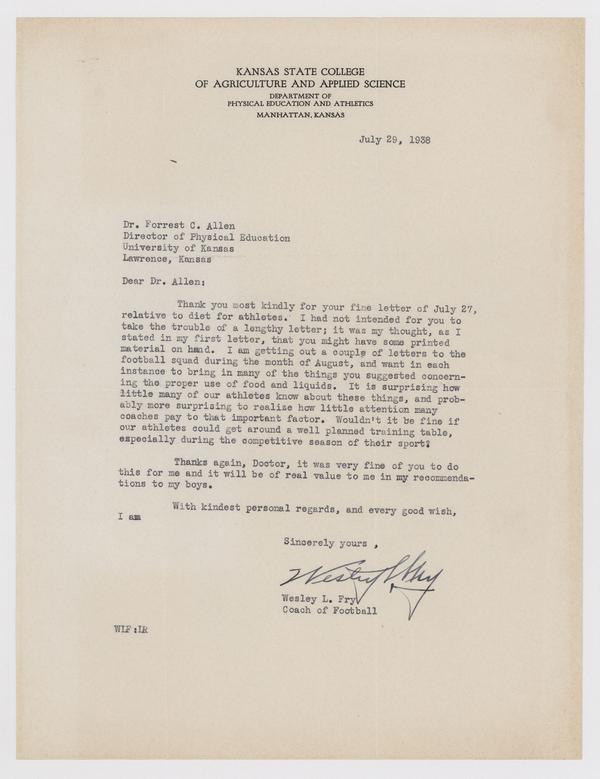 KANSAS STATE COLLEGE
OF AGRICULTURE AND APPLIED SCIENCE
DEPARTMENT OF
PHYSICAL EDUCATION AND ATHLETICS
MANHATTAN, KANSAS
July 29, 1938
Dr. Forrest C. Allen
Director of Physical Education
University of Kansas
Lawrence, Kansas
Dear Dr. Allen:
Thank you most kindly for your fine letter of July 27,
relative to diet for athletes. I had not intended for you to
take the trouble of a lengthy letter; it was my thought, as I
stated in my first letter, that you might have some printed
material on hand. I am getting out a couple of letters to the
football squad during the month of August, and want in each
instance to bring in many of the things you suggested concern-
ing the proper use of food and liquids. It is surprising how
little many of our athletes know about these things, and prob-
ably more surprising to realize how little attention many
coaches pay to that important factor. Wouldn't it be fine if
our athletes could get around a well planned training table,
especially during the competitive season of their sport?
Thanks again, Doctor, it was very fine of you to do
this for me and it will be of real value to me in my recommenda-
tions to my boys.
With kindest personal regards, and every good wish,
I am
Sincerely yours ,
Wesley L. Fry
Wesley L. Fry
Coach of Football
WLF:LR